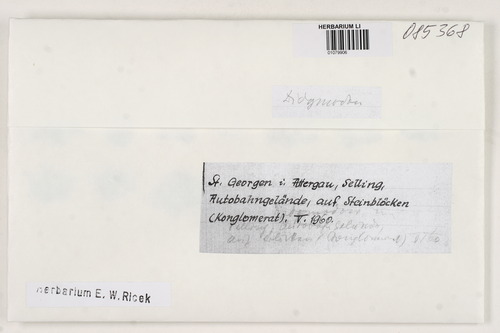 HERBARIUM LI
01079906
085368
Didymodon
St. Georgen i. Attergau, Selling,
Autobahngelände, auf Steinblöcken
(Konglomerat). V. 1960.
Herbarium E. W. Ricek